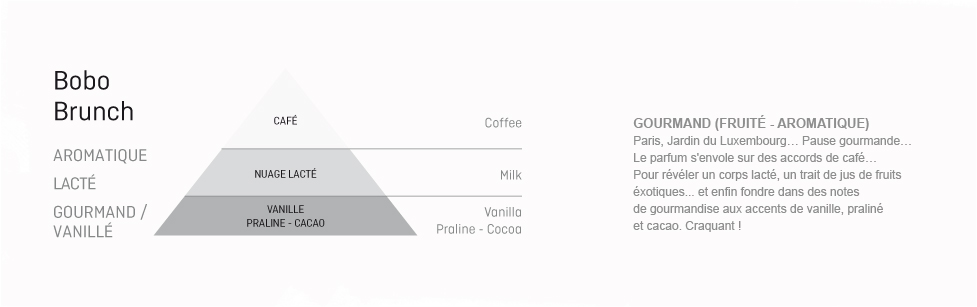 Bobo
Brunch
AROMATIQUE
LACTÉ
GOURMAND /
VANILLÉ
CAFÉ
NUAGE LACTÉ
VANILLE
PRALINE - CACAO
Coffee
Milk
Vanilla
Praline - Cocoa
GOURMAND (FRUITÉ - AROMATIQUE)
Paris, Jardin du Luxembourg… Pause gourmande…
Le parfum s'envole sur des accords de café…
Pour révéler un corps lacté, un trait de jus de fruits
éxotiques... et enfin fondre dans des notes
de gourmandise aux accents de vanille, praliné
et cacao. Craquant !